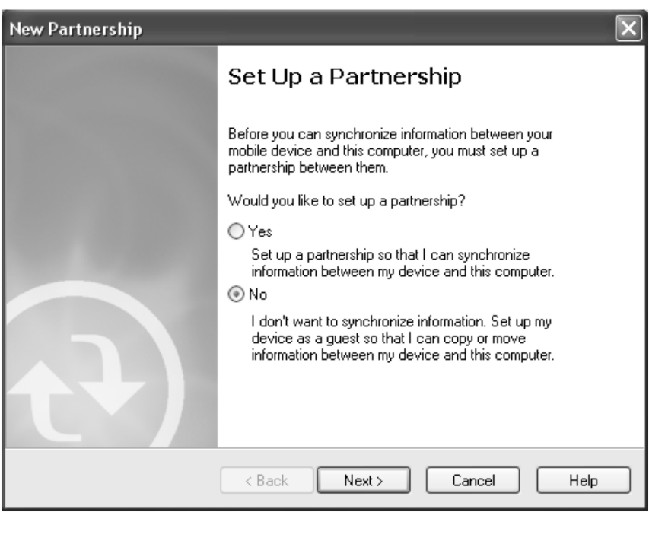 New Partnership
Set Up a Partnership
Before you can synchronize information between your
mobile device and this computer, you must set up a
partnership between them.
Would you like to set up a partnership?
Yes
Set up a partnership so that I can synchronize
information between my device and this computer.
No
I don't want to synchronize information. Set up my
device as a guest so that I can copy or move
information between my device and this computer.
< Back
Next >
Cancel
Help